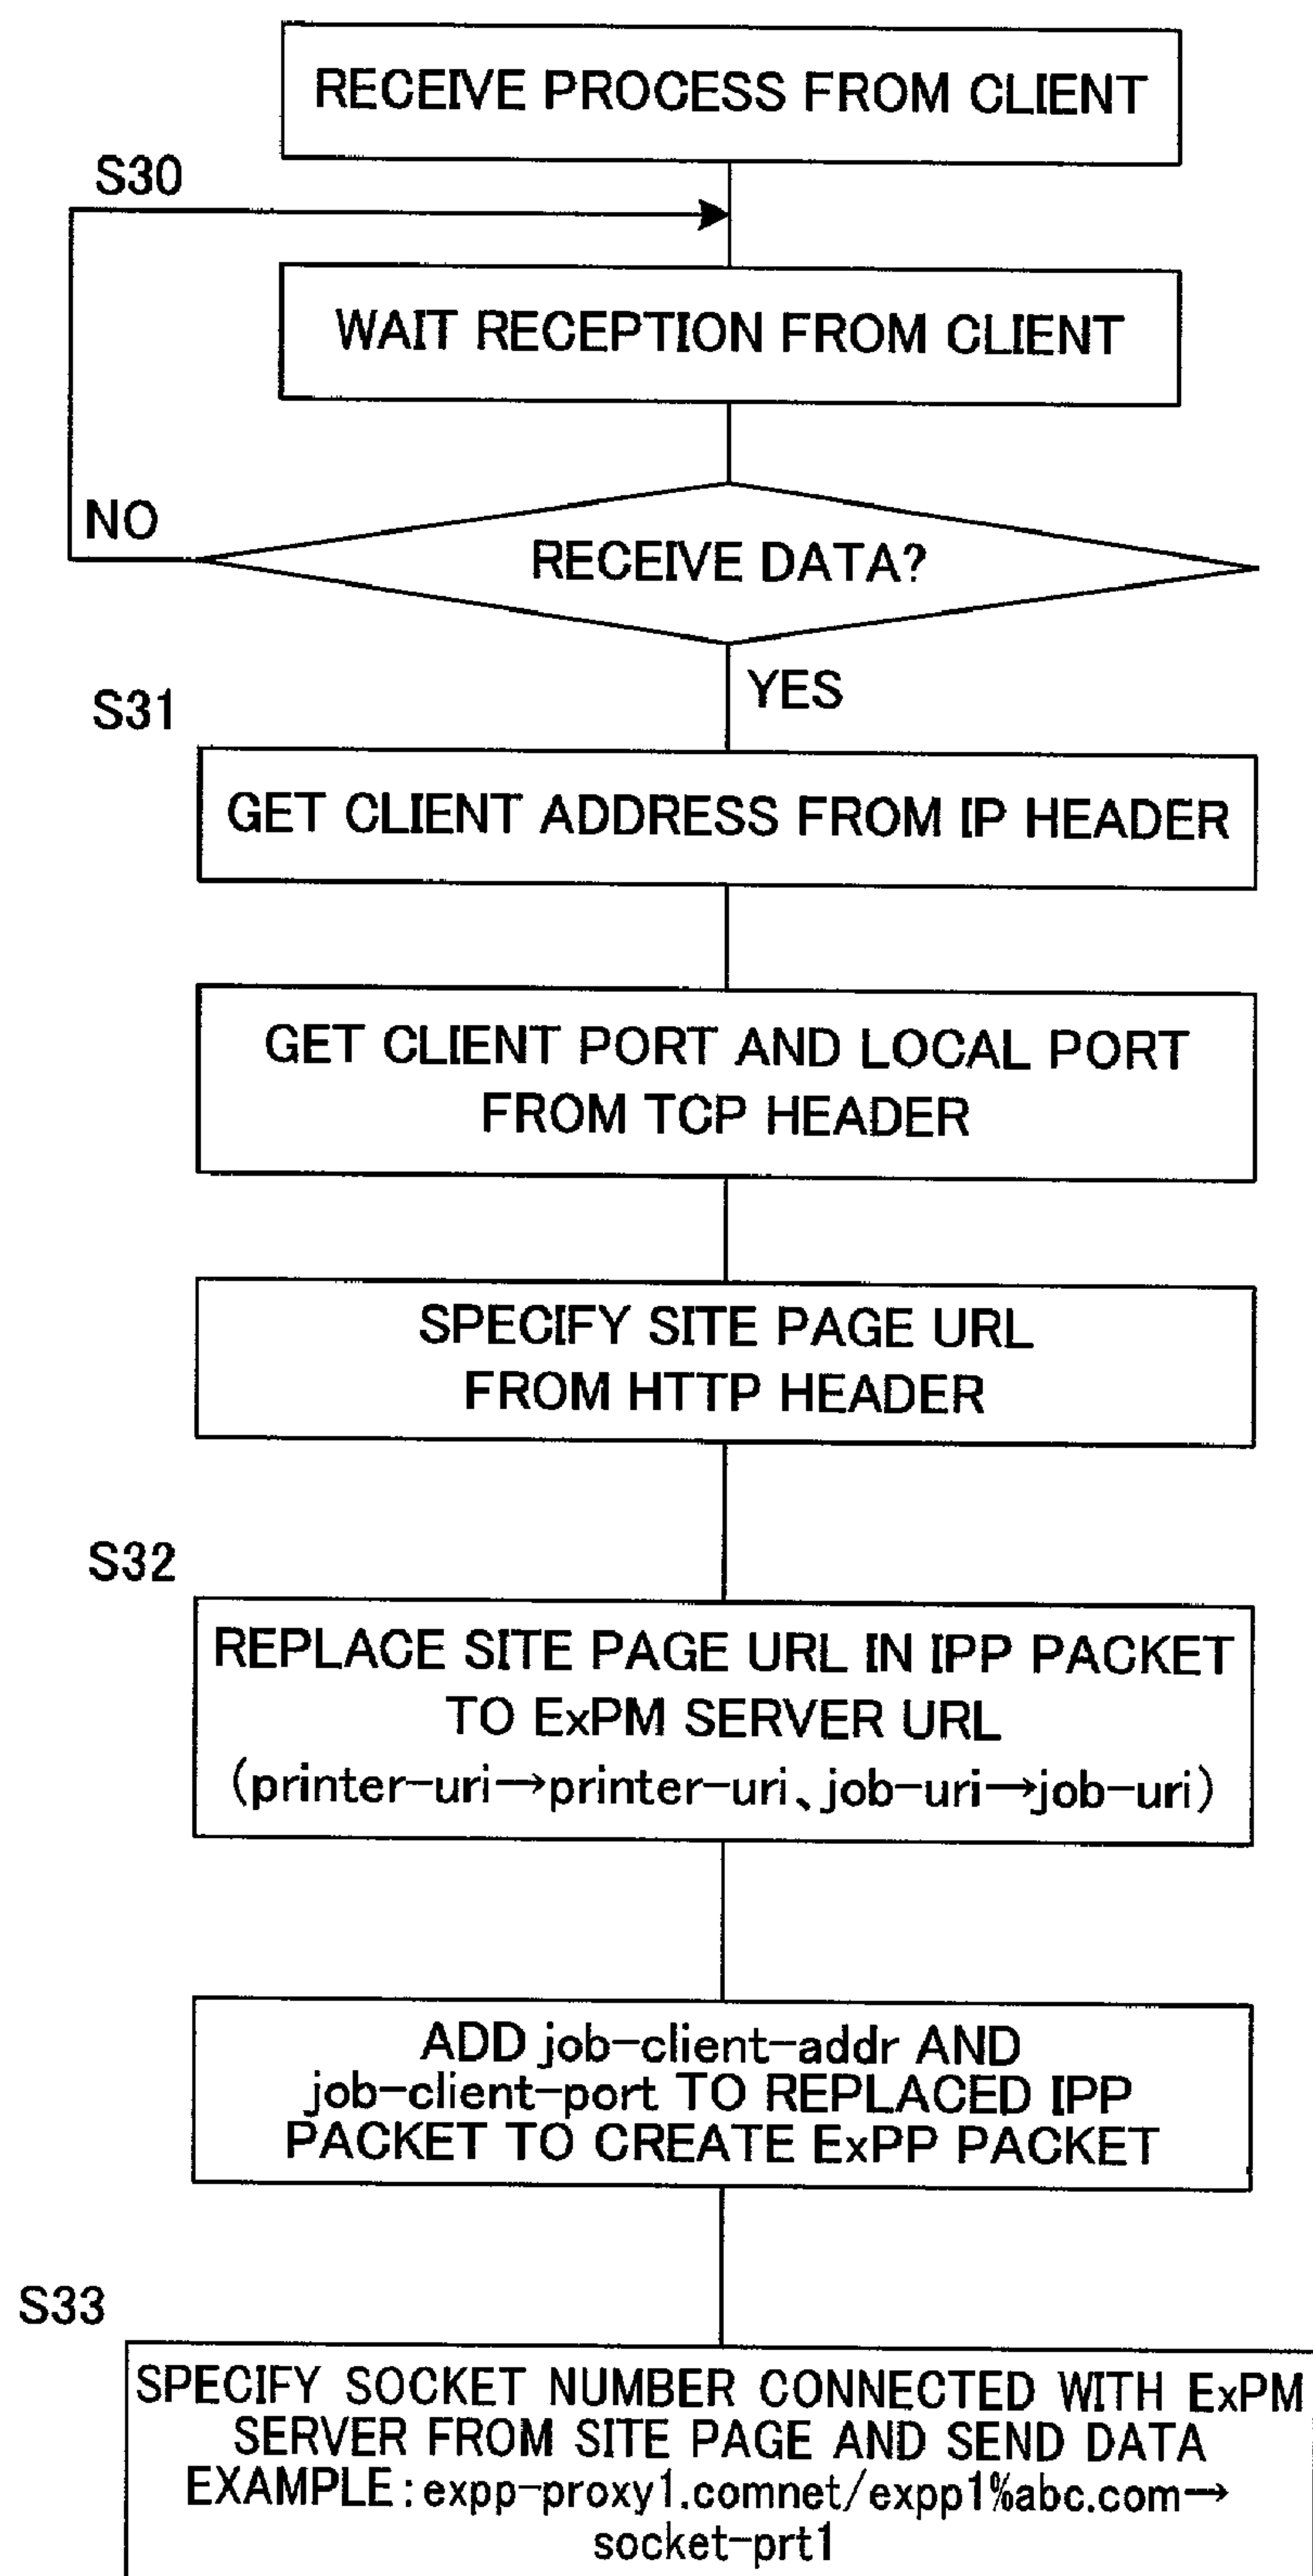 RECEIVE PROCESS FROM CLIENT
S30
WAIT RECEPTION FROM CLIENT
NO
RECEIVE DATA?
YES
S31
GET CLIENT ADDRESS FROM IP HEADER
GET CLIENT PORT AND LOCAL PORT
FROM TCP HEADER
SPECIFY SITE PAGE URL
FROM HTTP HEADER
S32
REPLACE SITE PAGE URL IN IPP PACKET
TO ExPM SERVER URL
(printer-uri→printer-uri、job-uri→job-uri)
ADD job-client-addr AND
job-client-port TO REPLACED IPP
PACKET TO CREATE ExPP PACKET
S33
SPECIFY SOCKET NUMBER CONNECTED WITH ExPM
SERVER FROM SITE PAGE AND SEND DATA
EXAMPLE:expp-proxy1.comnet/expp1%abc.com→
socket-prt1